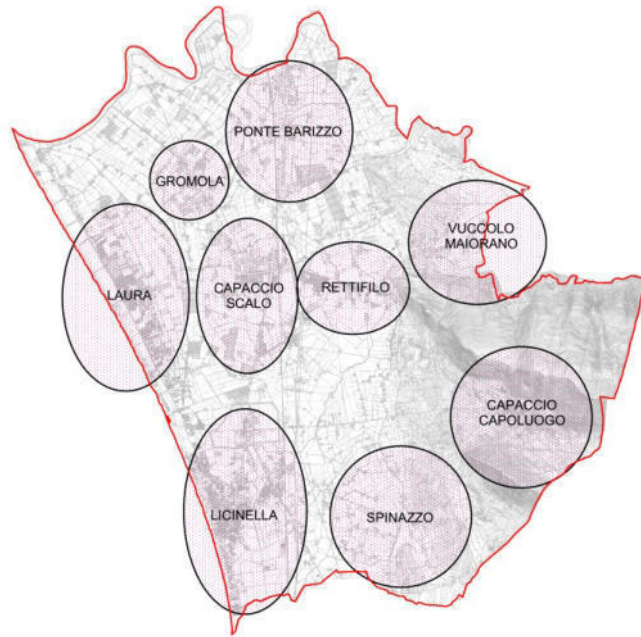 PONTE BARIZZO
GROMOLA
VUCCOLO
MAIORANO
LAURA
CAPACCIO
SCALO
RETTIFILO
CAPACCIO
CAPOLUOGO
LICINELLA
SPINAZZO